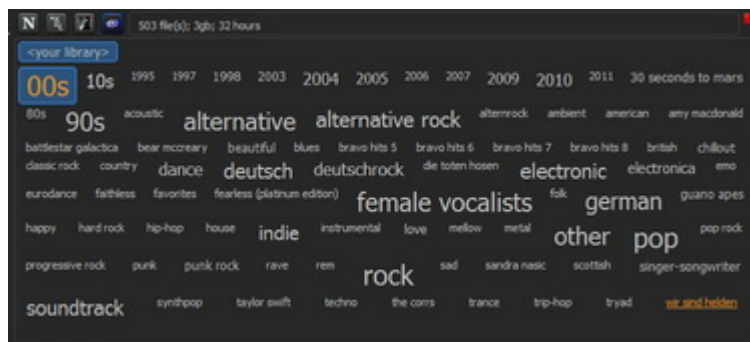 N 503 file(s); 3gb; 32 hours
<your library>
00s 10s 1995 1997 1998 2003 2004 2005 2006 2007 2009 2010 2011 30 seconds to mars
80s 90s acoustic alternative alternative rock alternrock ambient american amy macdonald
battlestar galactica bear mccreary beautiful blues bravo hits 5 bravo hits 6 bravo hits 7 bravo hits 8 british chillout
classic rock country dance deutsch deutschrock die toten hosen electronic electronica emo
eurodance faithless favorites fearless (platinum edition) female vocalists folk german guano apes
happy hard rock hip-hop house indie instrumental love mellow metal other pop pop rock
progressive rock punk punk rock rave rem rock sad sandra nasic scottish singer-songwriter
soundtrack synthpop taylor swift techno the corrs trance trip-hop tryad wir sind helden